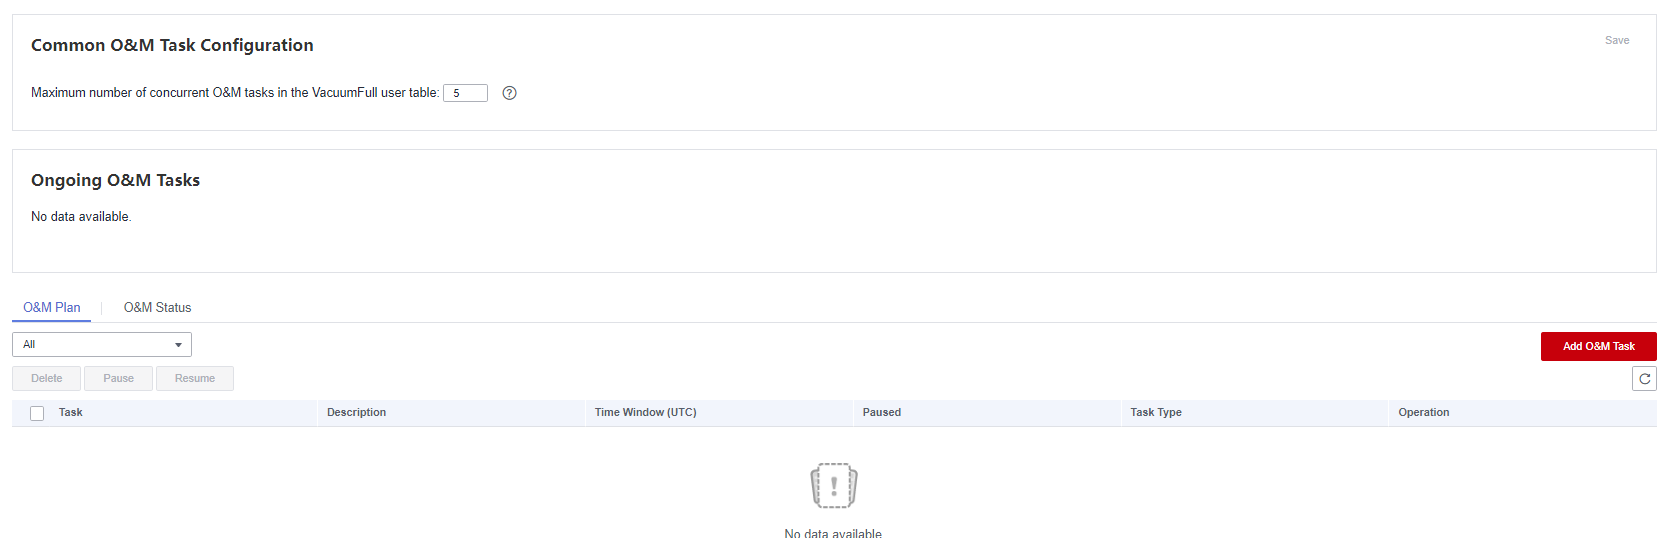 Common O&M Task Configuration
Save
Maximum number of concurrent O&M tasks in the VacuumFull user table: 5 ?
Ongoing O&M Tasks
No data available.
O&M Plan | O&M Status
All
Add O&M Task
Delete Pause Resume
Task Description Time Window (UTC) Paused Task Type Operation
!
No data available